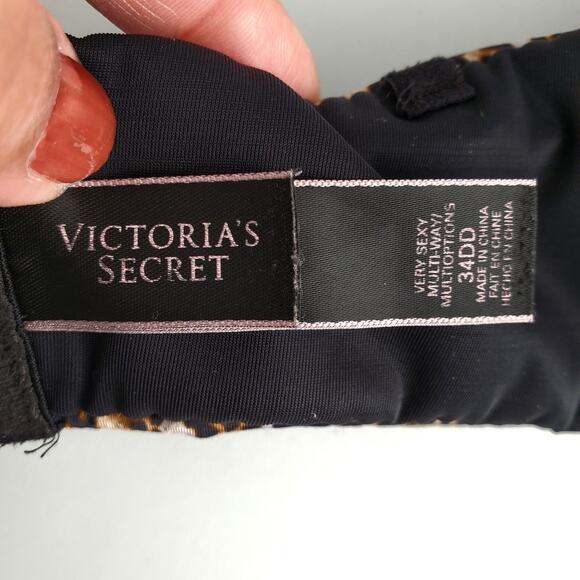 VICTORIA'S
SECRET
VERY SEXY
MULTI-WAY/
MULTIOPTIONS
34DD
MADE IN CHINA
FAIT EN CHINE
HECHO EN CHINA